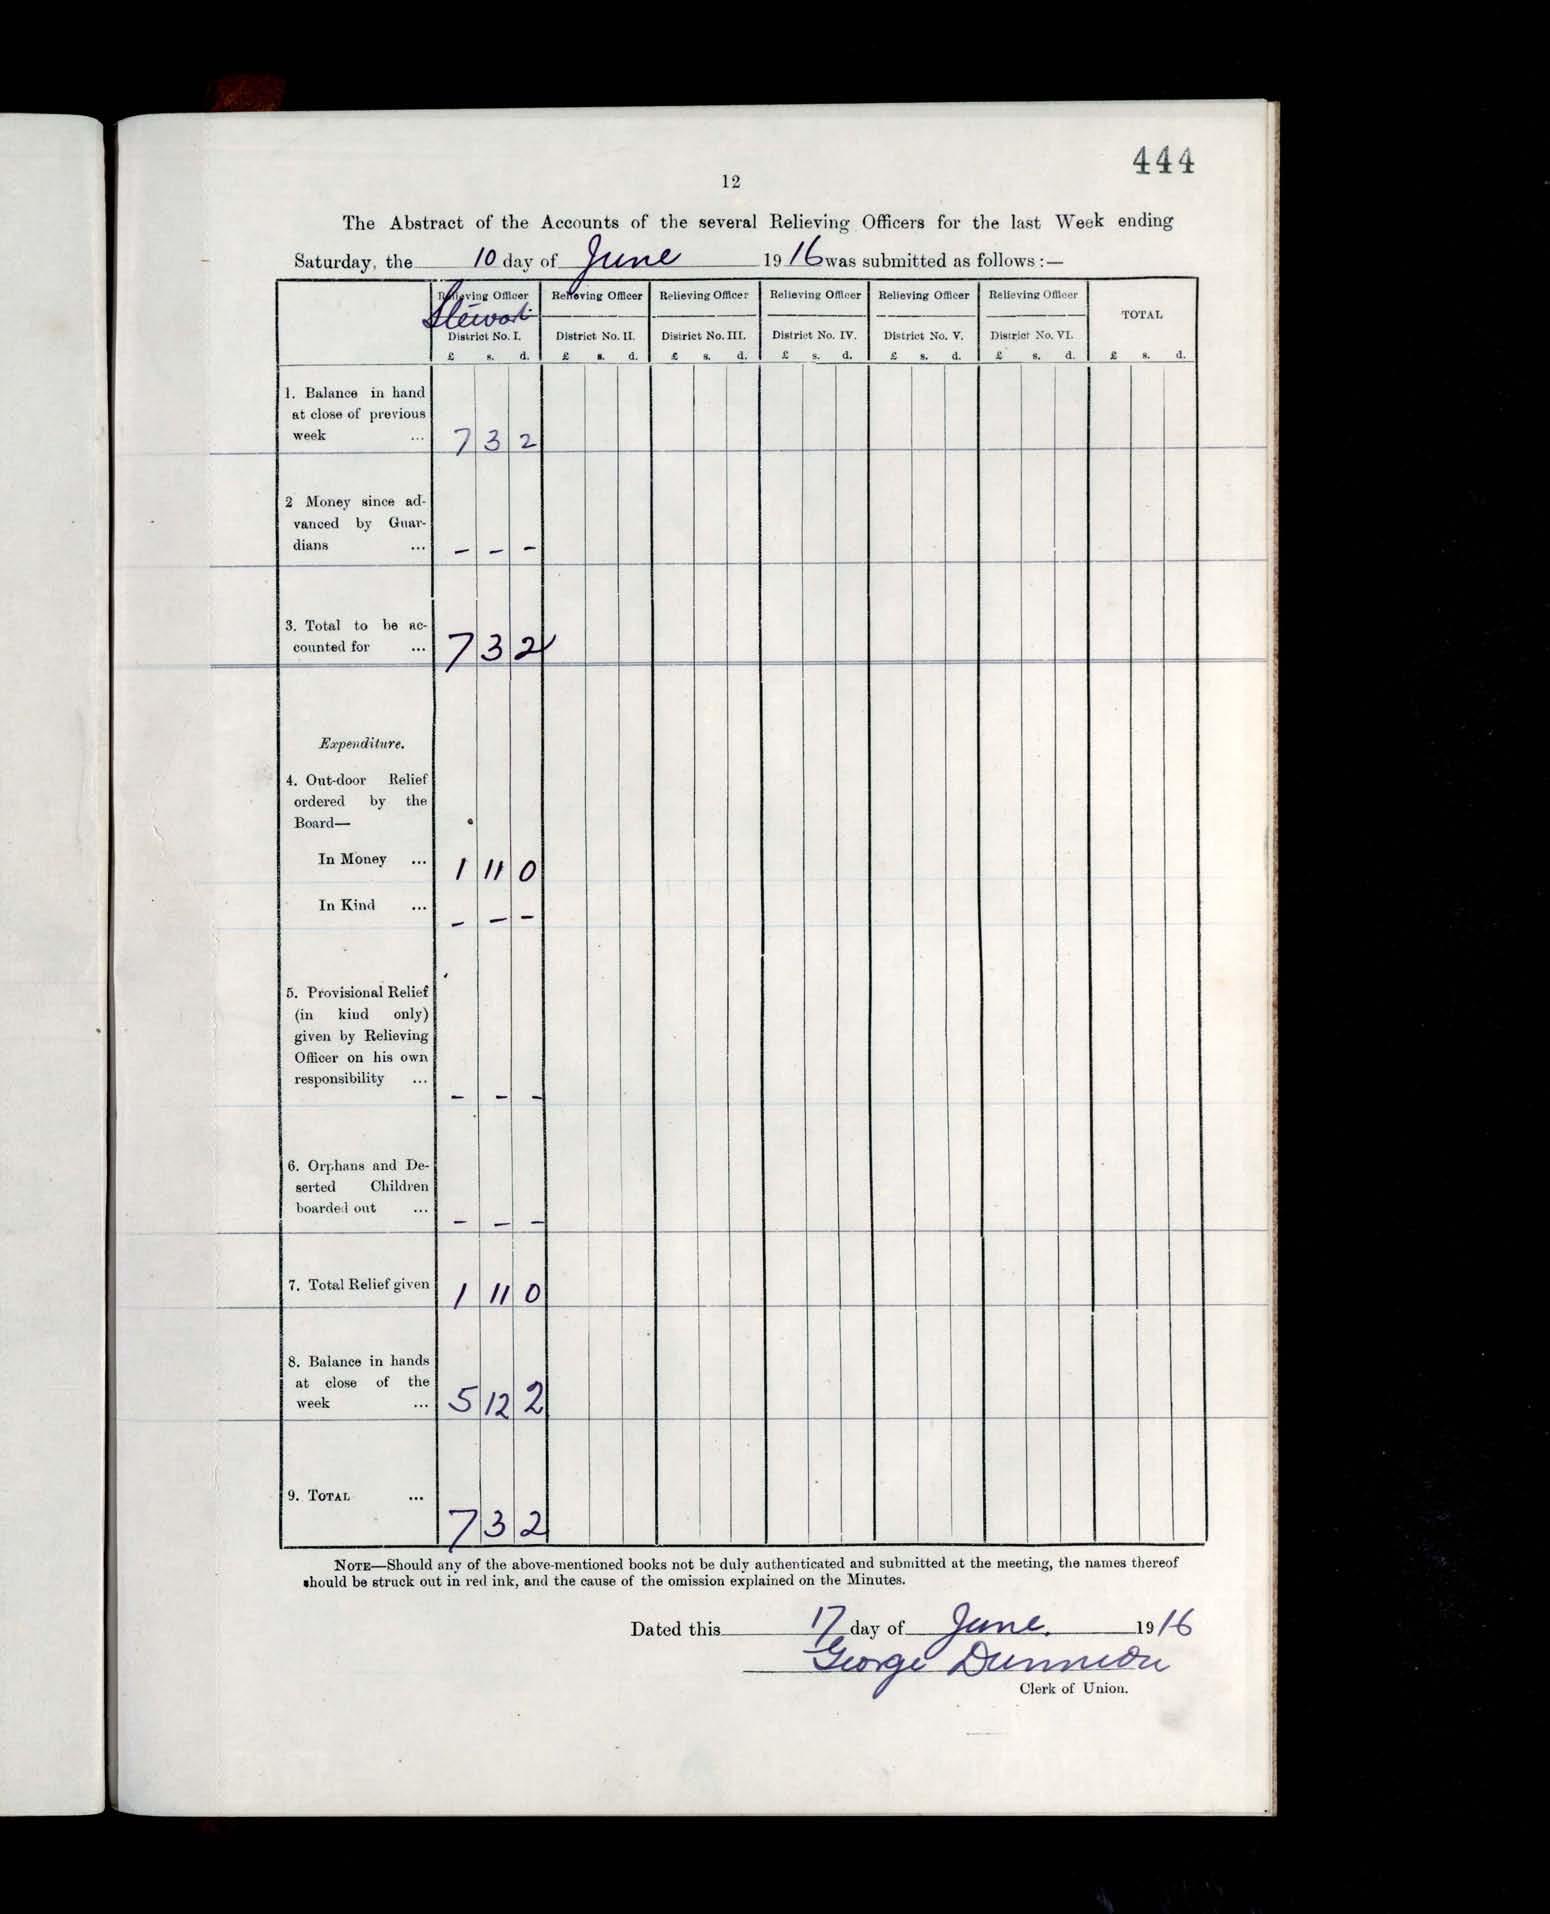 444
12
The Abstract of the Accounts of the several Relieving Officers for the last Week ending
Saturday, the 10 day of June 1916 was submitted as follows :—
Relieving Officer Relieving Officer Relieving Officer Relieving Officer Relieving Officer Relieving Officer
Stewart
TOTAL
District No. I. District No. II. District No. III. District No. IV. District No. V. District No. VI.
£ s. d. £ s. d. £ s. d. £ s. d. £ s. d. £ s. d. £ s. d.
1. Balance in hand
at close of previous
week ... 7 3 2
2 Money since ad-
vanced by Guar-
dians ... – – –
3. Total to be ac-
counted for ... 7 3 2
Expenditure.
4. Out-door Relief
ordered by the
Board—
In Money ... 1 11 0
In Kind ... – – –
5. Provisional Relief
(in kind only)
given by Relieving
Officer on his own
responsibility ... – – –
6. Orphans and De-
serted Children
boarded out ... – – –
7. Total Relief given 1 11 0
8. Balance in hands
at close of the
week ... 5 12 2
9. TOTAL ... 7 3 2
NOTE—Should any of the above-mentioned books not be duly authenticated and submitted at the meeting, the names thereof
should be struck out in red ink, and the cause of the omission explained on the Minutes.
Dated this 17 day of June. 1916
George Dunnion
Clerk of Union.